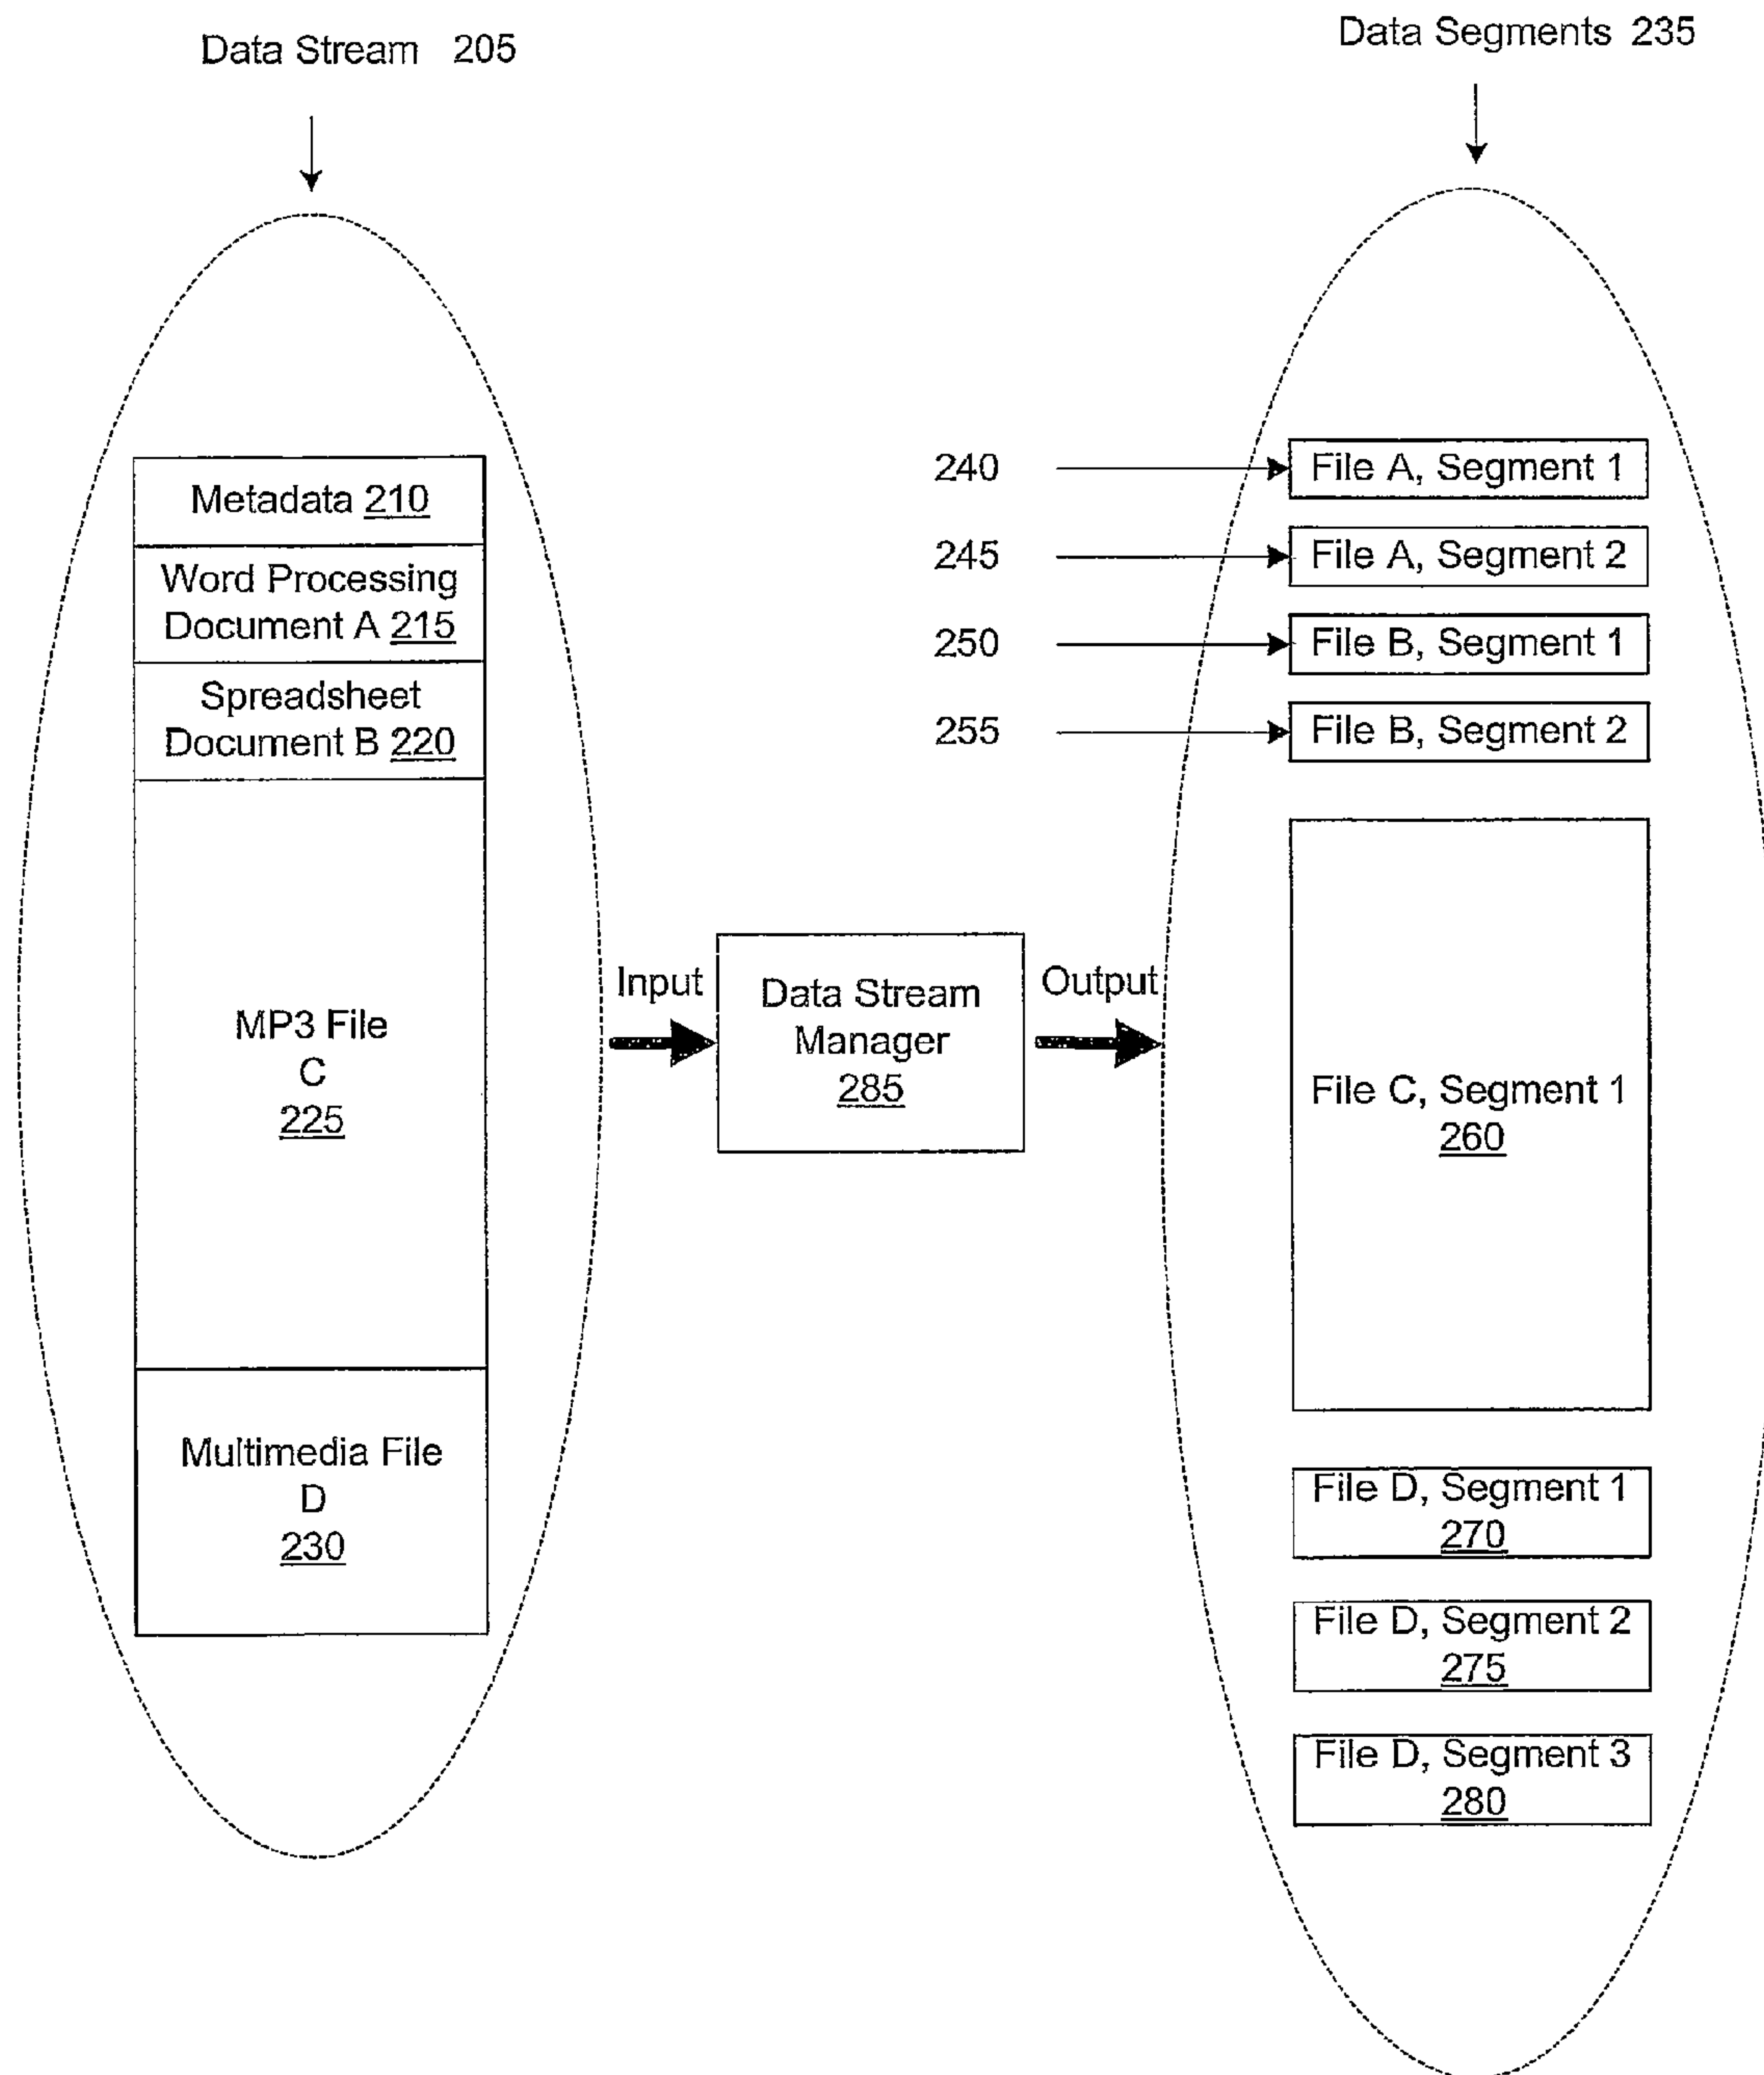 Data Stream 205
Data Segments 235
Metadata 210
Word Processing
Document A 215
Spreadsheet
Document B 220
MP3 File
C
225
Multimedia File
D
230
Input
Data Stream
Manager
285
Output
240
File A, Segment 1
245
File A, Segment 2
250
File B, Segment 1
255
File B, Segment 2
File C, Segment 1
260
File D, Segment 1
270
File D, Segment 2
275
File D, Segment 3
280